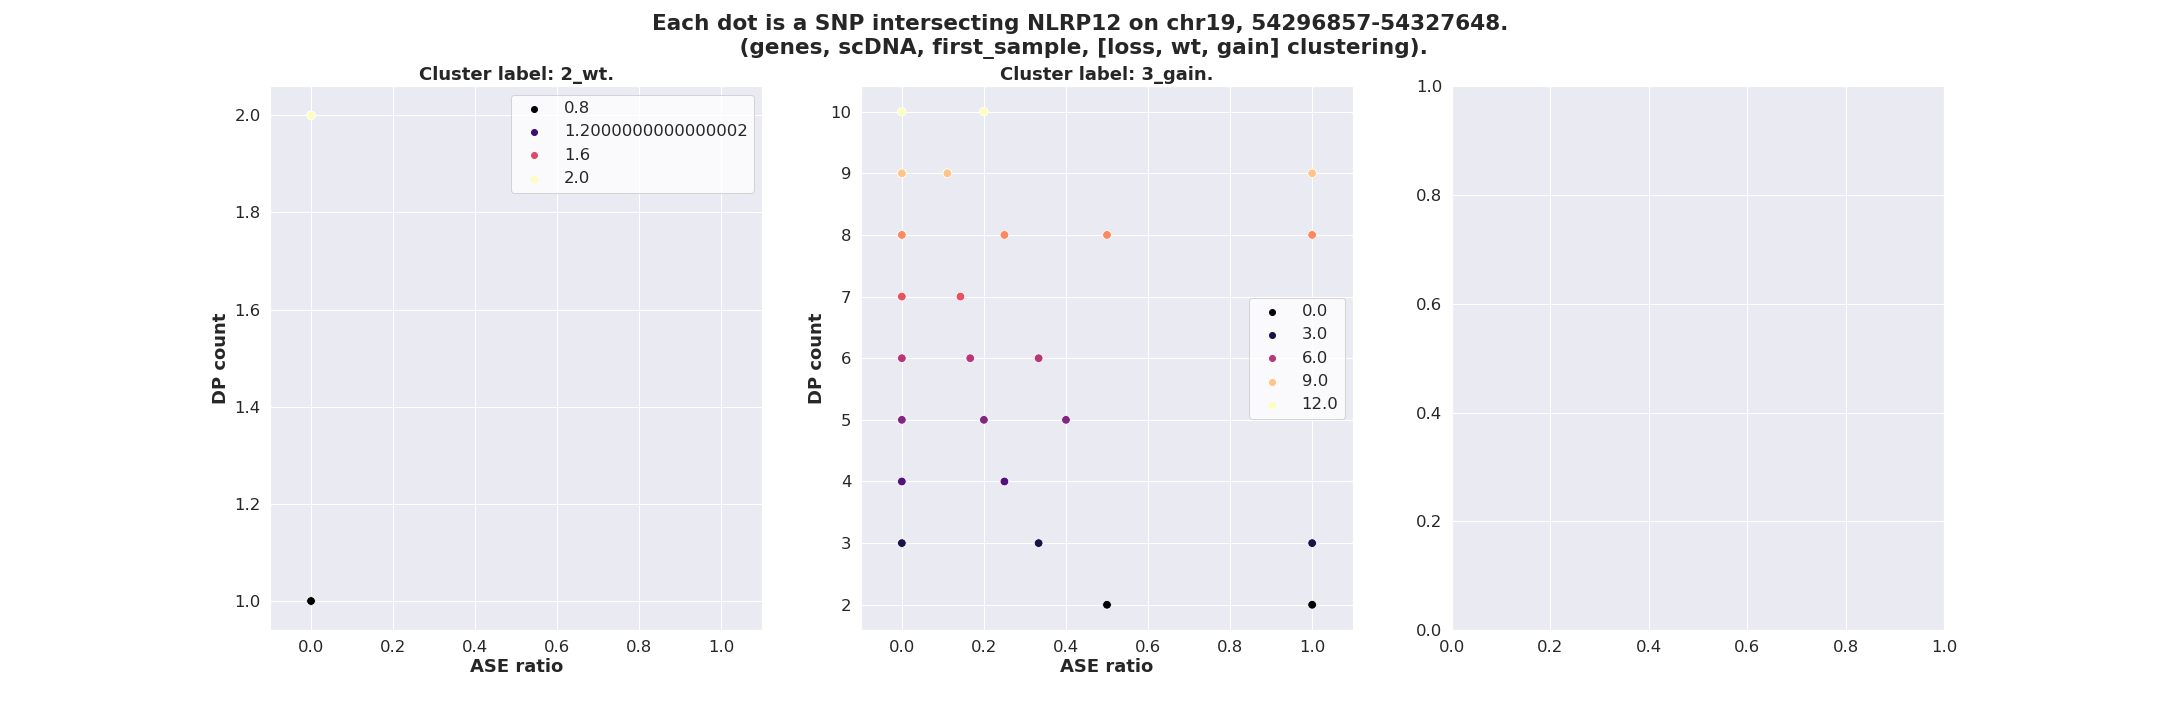 Each dot is a SNP intersecting NLRP12 on chr19, 54296857-54327648.
(genes, scDNA, first_sample, [loss, wt, gain] clustering).
Cluster label: 2_wt.
2.0
1.8
1.6
1.4
1.2
1.0
DP count
0.8
1.2000000000000002
1.6
2.0
0.0 0.2 0.4 0.6 0.8 1.0
ASE ratio
Cluster label: 3_gain.
10
9
8
7
6
5
4
3
2
DP count
0.0
3.0
6.0
9.0
12.0
0.0 0.2 0.4 0.6 0.8 1.0
ASE ratio
1.0
0.8
0.6
0.4
0.2
0.0
0.0 0.2 0.4 0.6 0.8 1.0